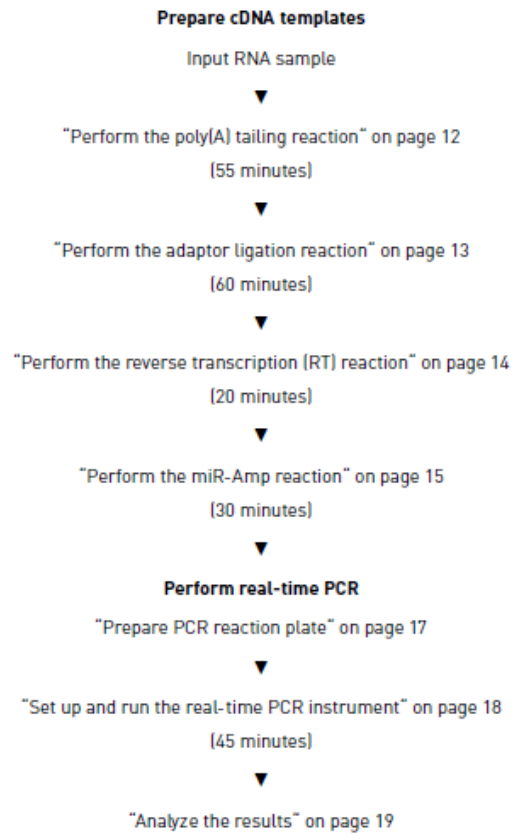 Prepare cDNA templates
Input RNA sample
▼
"Perform the poly(A) tailing reaction" on page 12
(55 minutes)
▼
"Perform the adaptor ligation reaction" on page 13
(60 minutes)
▼
"Perform the reverse transcription (RT) reaction" on page 14
(20 minutes)
▼
"Perform the miR-Amp reaction" on page 15
(30 minutes)
▼
Perform real-time PCR
"Prepare PCR reaction plate" on page 17
▼
"Set up and run the real-time PCR instrument" on page 18
(45 minutes)
▼
"Analyze the results" on page 19